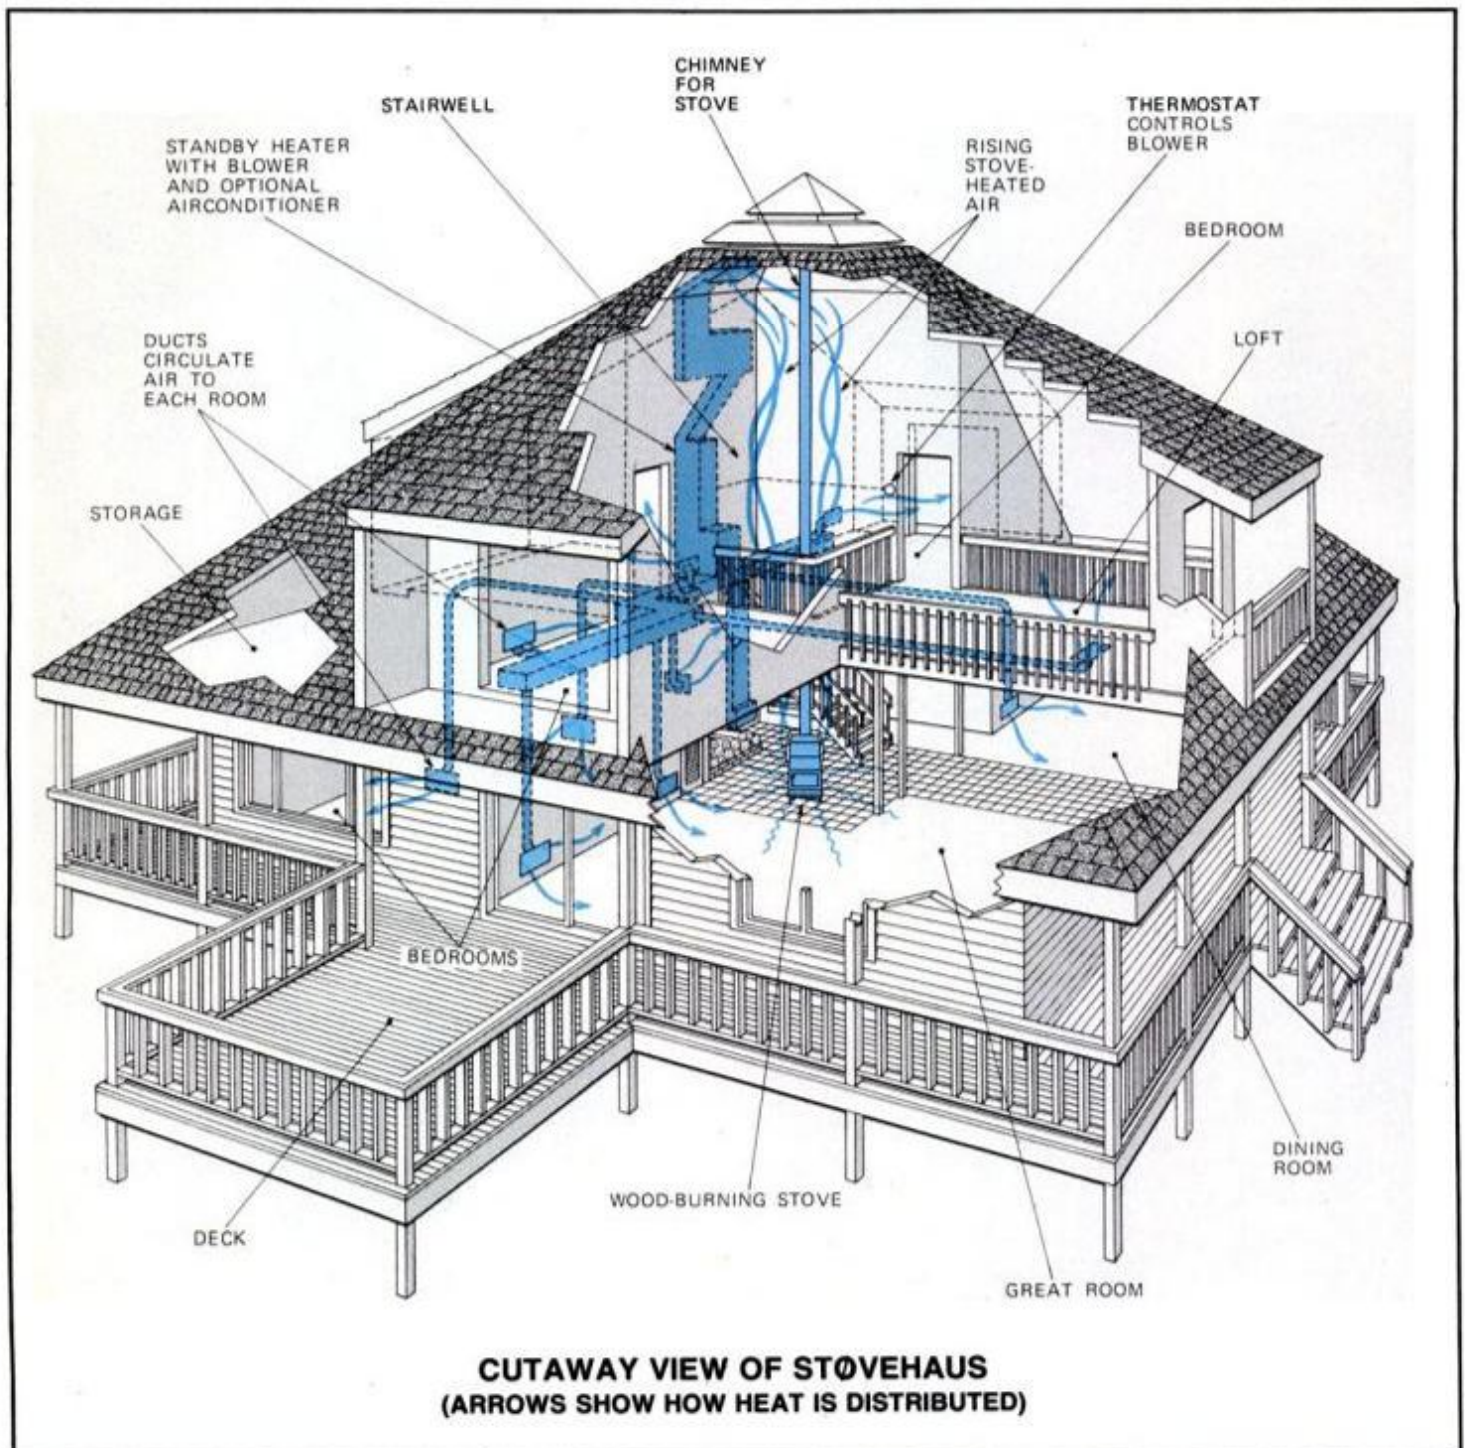 CHIMNEY
FOR
STOVE
STAIRWELL
THERMOSTAT
CONTROLS
BLOWER
STANDBY HEATER
WITH BLOWER
AND OPTIONAL
AIRCONDITIONER
RISING
STOVE-
HEATED
AIR
BEDROOM
DUCTS
CIRCULATE
AIR TO
EACH ROOM
LOFT
STORAGE
BEDROOMS
DINING
ROOM
WOOD-BURNING STOVE
DECK
GREAT ROOM
CUTAWAY VIEW OF STØVEHAUS
(ARROWS SHOW HOW HEAT IS DISTRIBUTED)